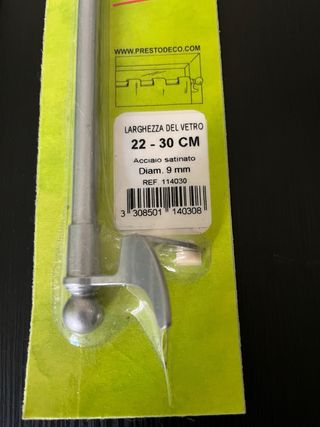 WWW.PRESTODECO.COM
LARGHEZZA DEL VETRO
22 - 30 CM
Acciaio satinato
Diam. 9 mm
REF. 114030
3 308501 140308